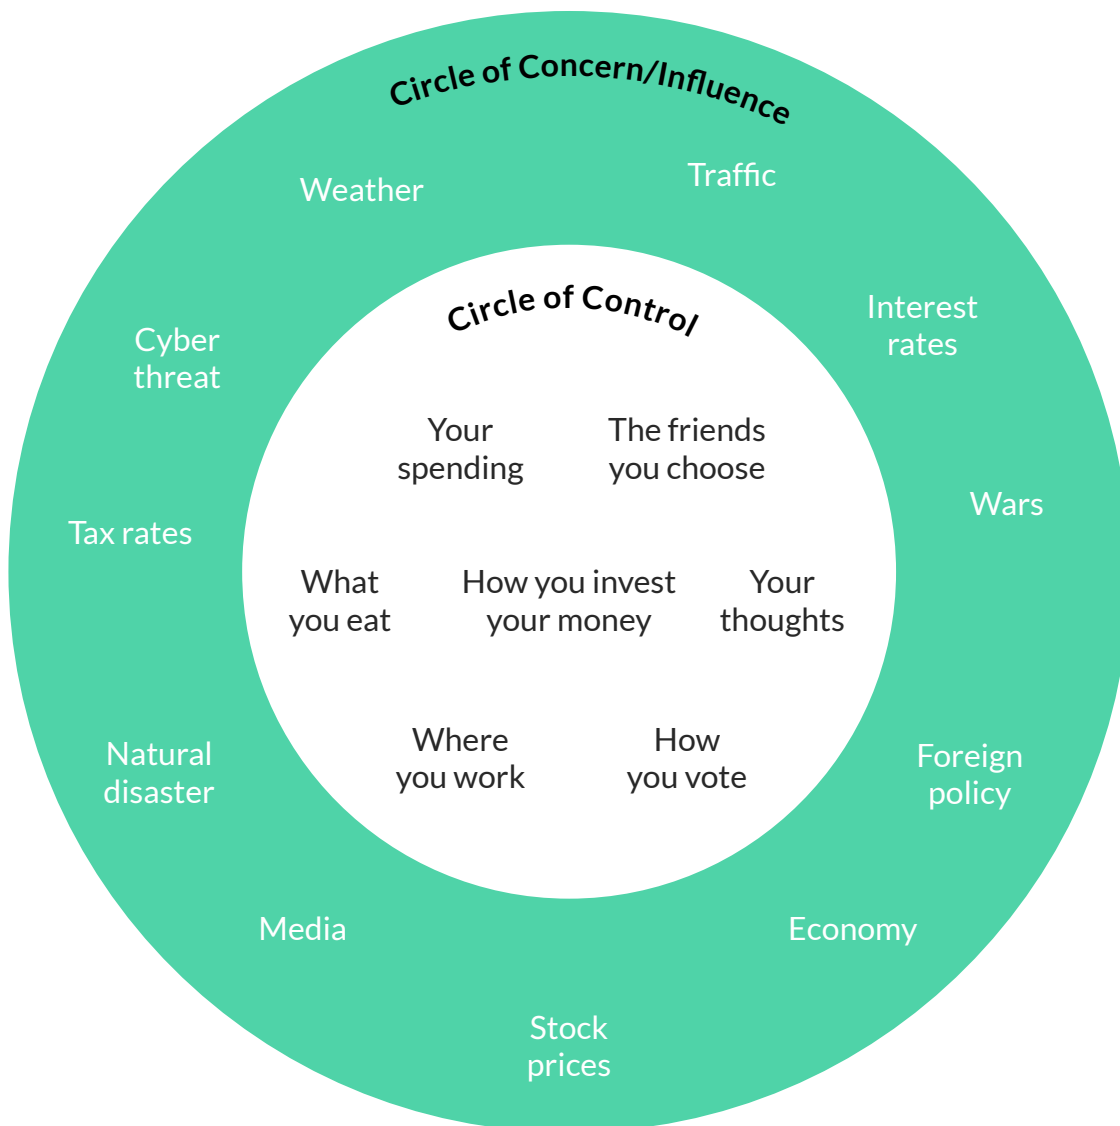 Circle of Concern/Influence
Weather
Traffic
Interest
rates
Cyber
threat
Tax rates
Wars
Natural
disaster
Foreign
policy
Media
Economy
Stock
prices
Circle of Control
Your
spending
The friends
you choose
What
you eat
How you invest
your money
Your
thoughts
Where
you work
How
you vote